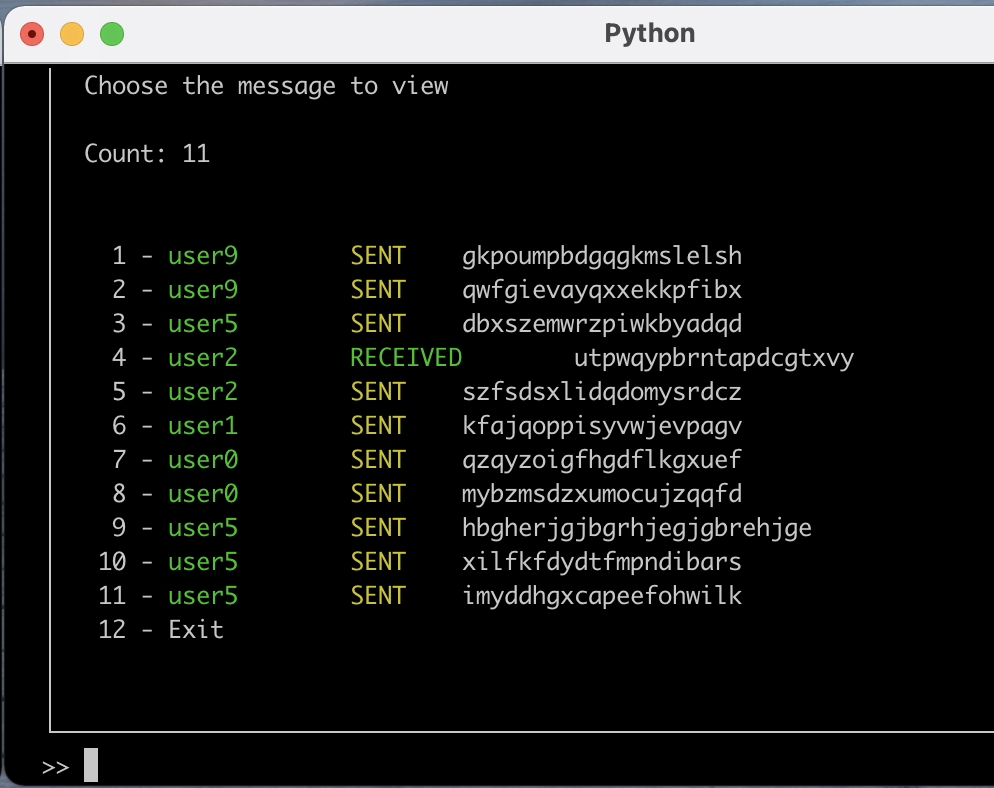 Python
Choose the message to view
Count: 11
1 - user9 SENT gkpoumpbdgqgkmslelsh
2 - user9 SENT qwfgievayqxxekkpfibx
3 - user5 SENT dbxszemwrzpiwkbyadqd
4 - user2 RECEIVED utpwqypbrntapdcgtxvy
5 - user2 SENT szfsdsxlidqdomysrdcz
6 - user1 SENT kfajqoppisyvwjevpagv
7 - user0 SENT qzqyzoigfhgdflkgxuef
8 - user0 SENT mybzmsdzxumocujzqqfd
9 - user5 SENT hbgherjgjbgrhjegjgbrehjge
10 - user5 SENT xilfkfdydtfmpndibars
11 - user5 SENT imyddhgxcapeefohwilk
12 - Exit
>>